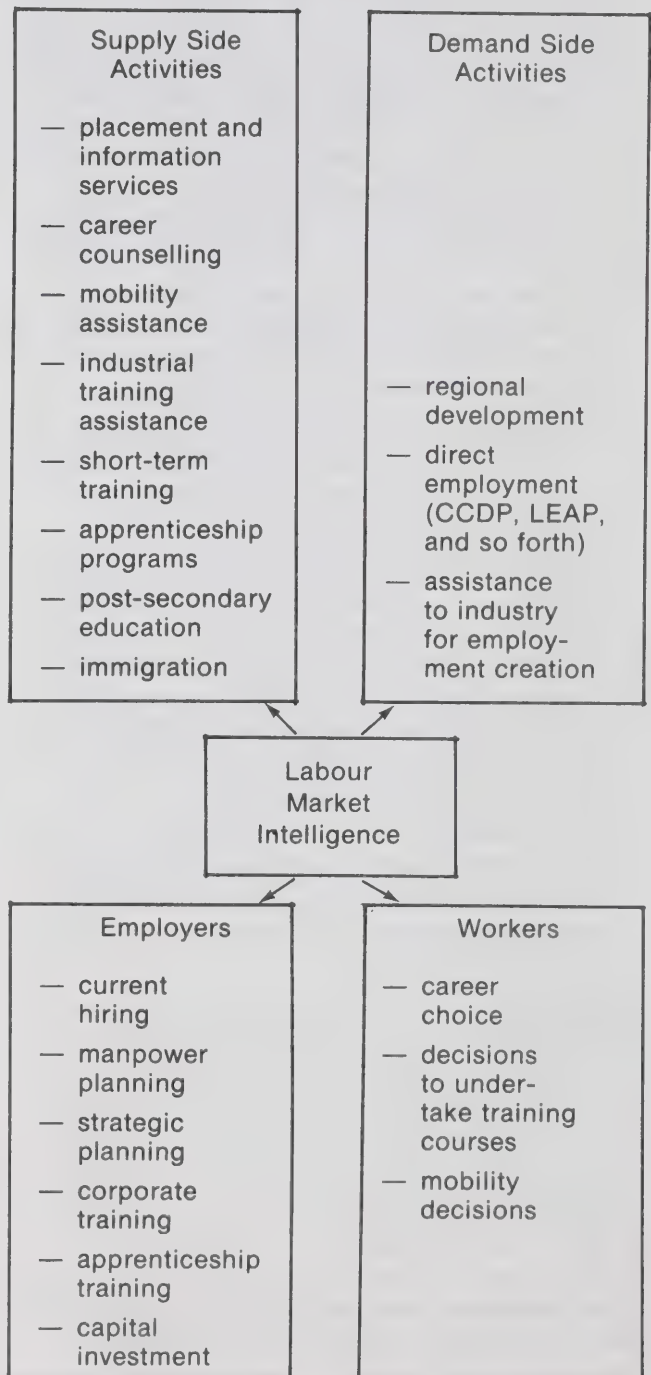 Supply Side
Activities
— placement and
information
services
— career
counselling
— mobility
assistance
— industrial
training
assistance
— short-term
training
— apprenticeship
programs
— post-secondary
education
— immigration
Demand Side
Activities
— regional
development
— direct
employment
(CCDP, LEAP,
and so forth)
— assistance
to industry
for employ-
ment creation
Labour
Market
Intelligence
Employers
— current
hiring
— manpower
planning
— strategic
planning
— corporate
training
— apprenticeship
training
— capital
investment
Workers
— career
choice
— decisions
to under-
take training
courses
— mobility
decisions